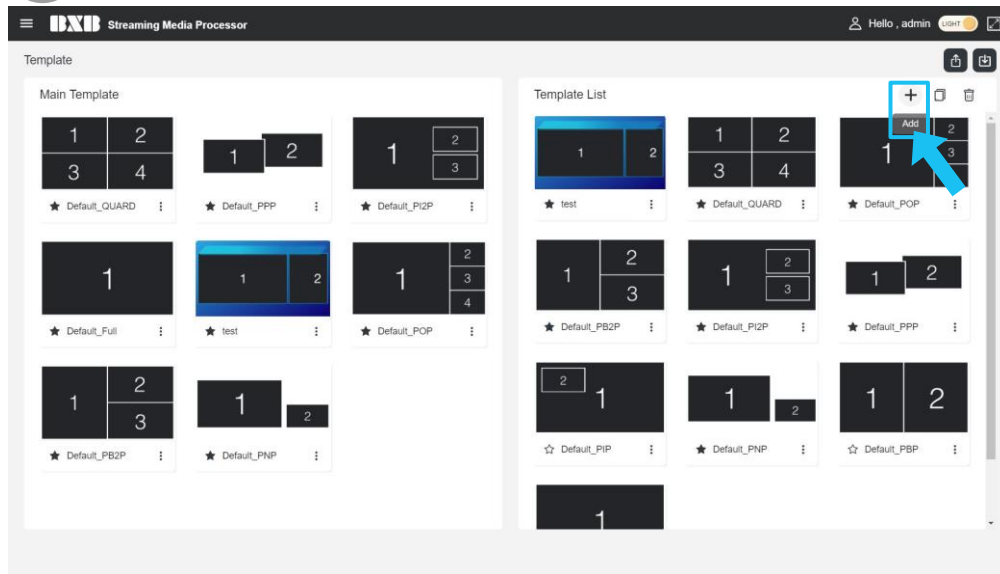 BXB Streaming Media Processor
Hello , admin
LIGHT
Template
Main Template
1 2
3 4
Default_QUARD
1 2
Default_PPP
1 2
3
Default_PI2P
1
Default_Full
1 2
test
1 2
3
4
Default_POP
1 2
3
Default_PB2P
1 2
Default_PNP
Template List
Add
1 2
test
1 2
3 4
Default_QUARD
1 2
3
Default_POP
1 2
3
Default_PB2P
1 2
3
Default_PI2P
1 2
Default_PPP
2 1
Default_PIP
1 2
Default_PNP
1 2
Default_PBP
1